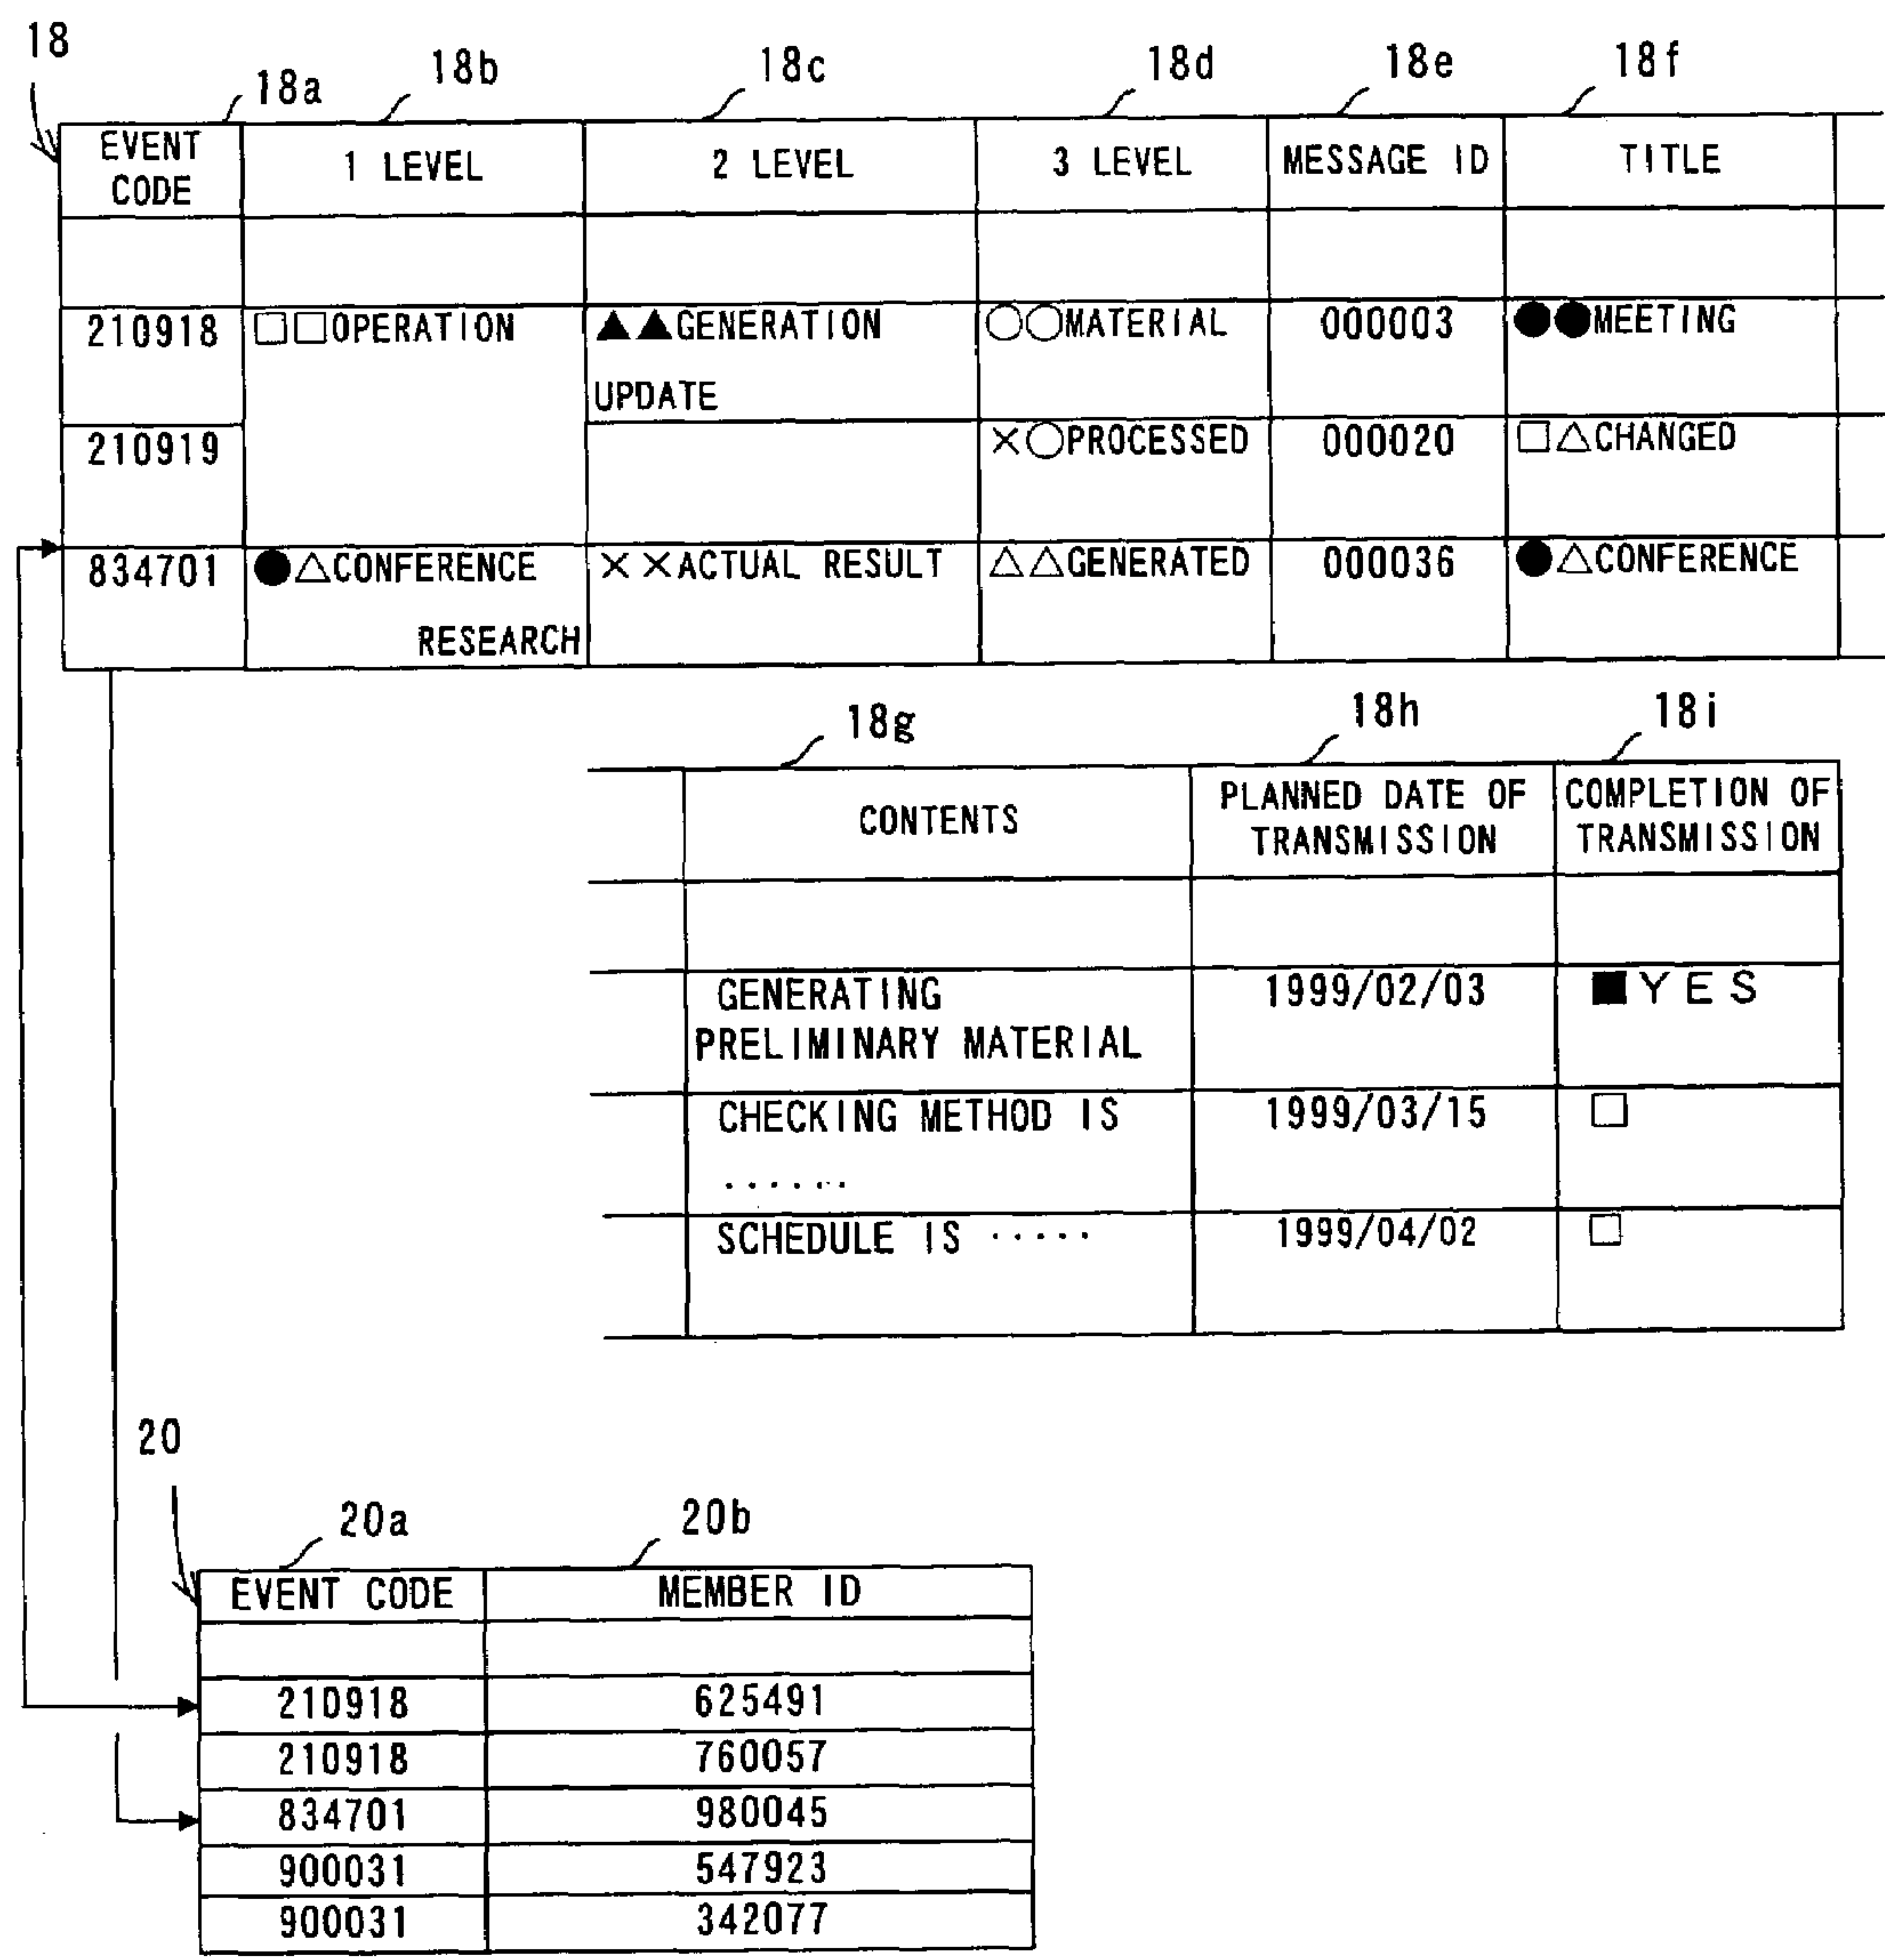 18
18a
18b
18c
18d
18e
18f
EVENT CODE
1 LEVEL
2 LEVEL
3 LEVEL
MESSAGE ID
TITLE
210918
□□OPERATION
▲▲GENERATION
UPDATE
○○MATERIAL
000003
●●MEETING
210919
×○PROCESSED
000020
□△CHANGED
834701
●△CONFERENCE
RESEARCH
××ACTUAL RESULT
△△GENERATED
000036
●△CONFERENCE
18g
18h
18i
CONTENTS
PLANNED DATE OF
TRANSMISSION
COMPLETION OF
TRANSMISSION
GENERATING
PRELIMINARY MATERIAL
1999/02/03
■YES
CHECKING METHOD IS
······
1999/03/15
□
SCHEDULE IS ·····
1999/04/02
□
20
20a
20b
EVENT CODE
MEMBER ID
210918
625491
210918
760057
834701
980045
900031
547923
900031
342077